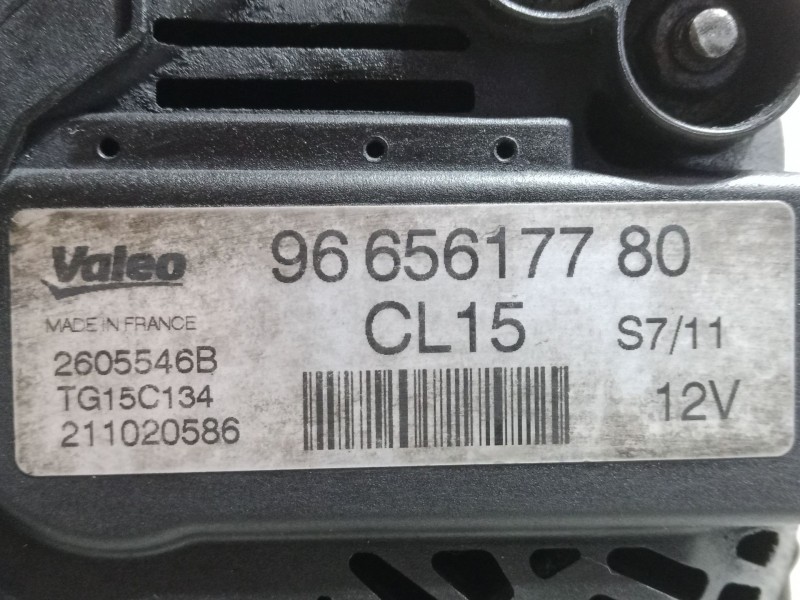 Valeo
96 656177 80
MADE IN FRANCE
CL15
S7/11
2605546B
TG15C134
12V
211020586